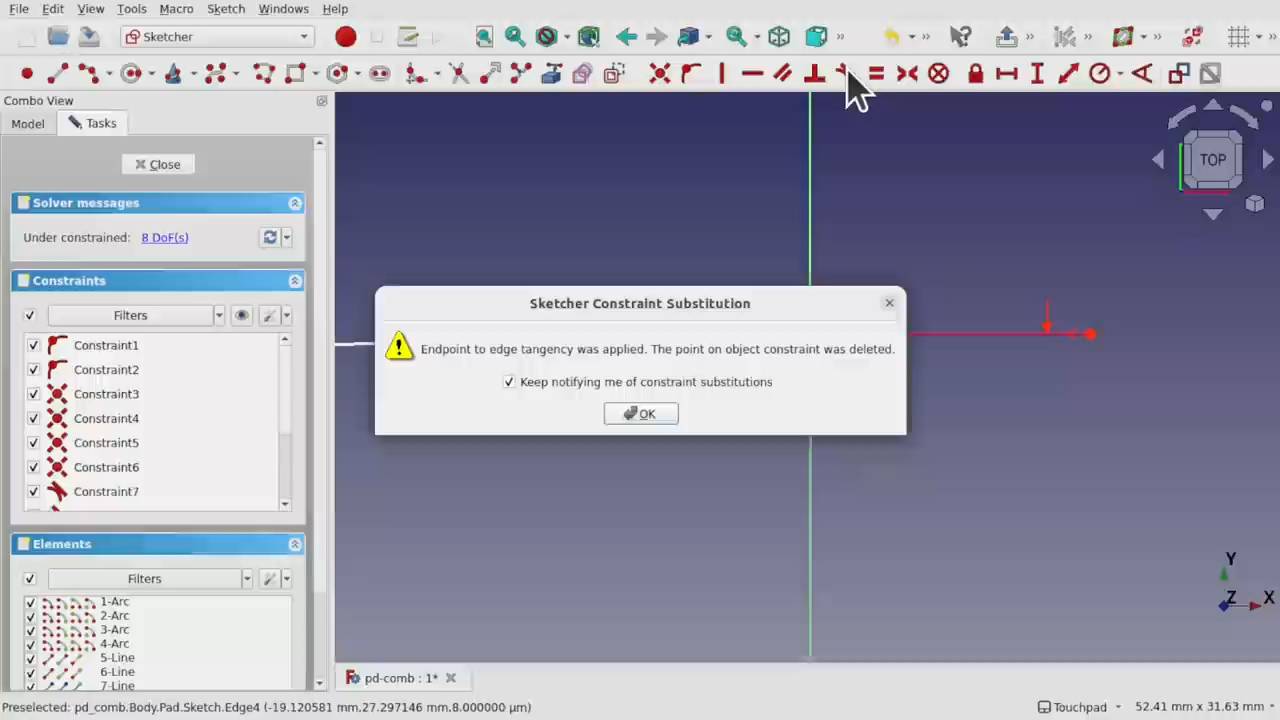 File Edit View Tools Macro Sketch Windows Help
Sketcher
Combo View
Model Tasks
Close
TOP
Solver messages
Under constrained: 8 DoF(s)
Constraints
Filters
Sketcher Constraint Substitution
Endpoint to edge tangency was applied. The point on object constraint was deleted.
Keep notifying me of constraint substitutions
OK
Constraint1
Constraint2
Constraint3
Constraint4
Constraint5
Constraint6
Constraint7
Elements
Filters
1-Arc
2-Arc
3-Arc
4-Arc
5-Line
6-Line
7-Line
Y
Z X
pd-comb : 1*
Preselected: pd_comb.Body.Pad.Sketch.Edge4 (-19.120581 mm,27.297146 mm,8.000000 µm)
Touchpad 52.41 mm x 31.63 mm